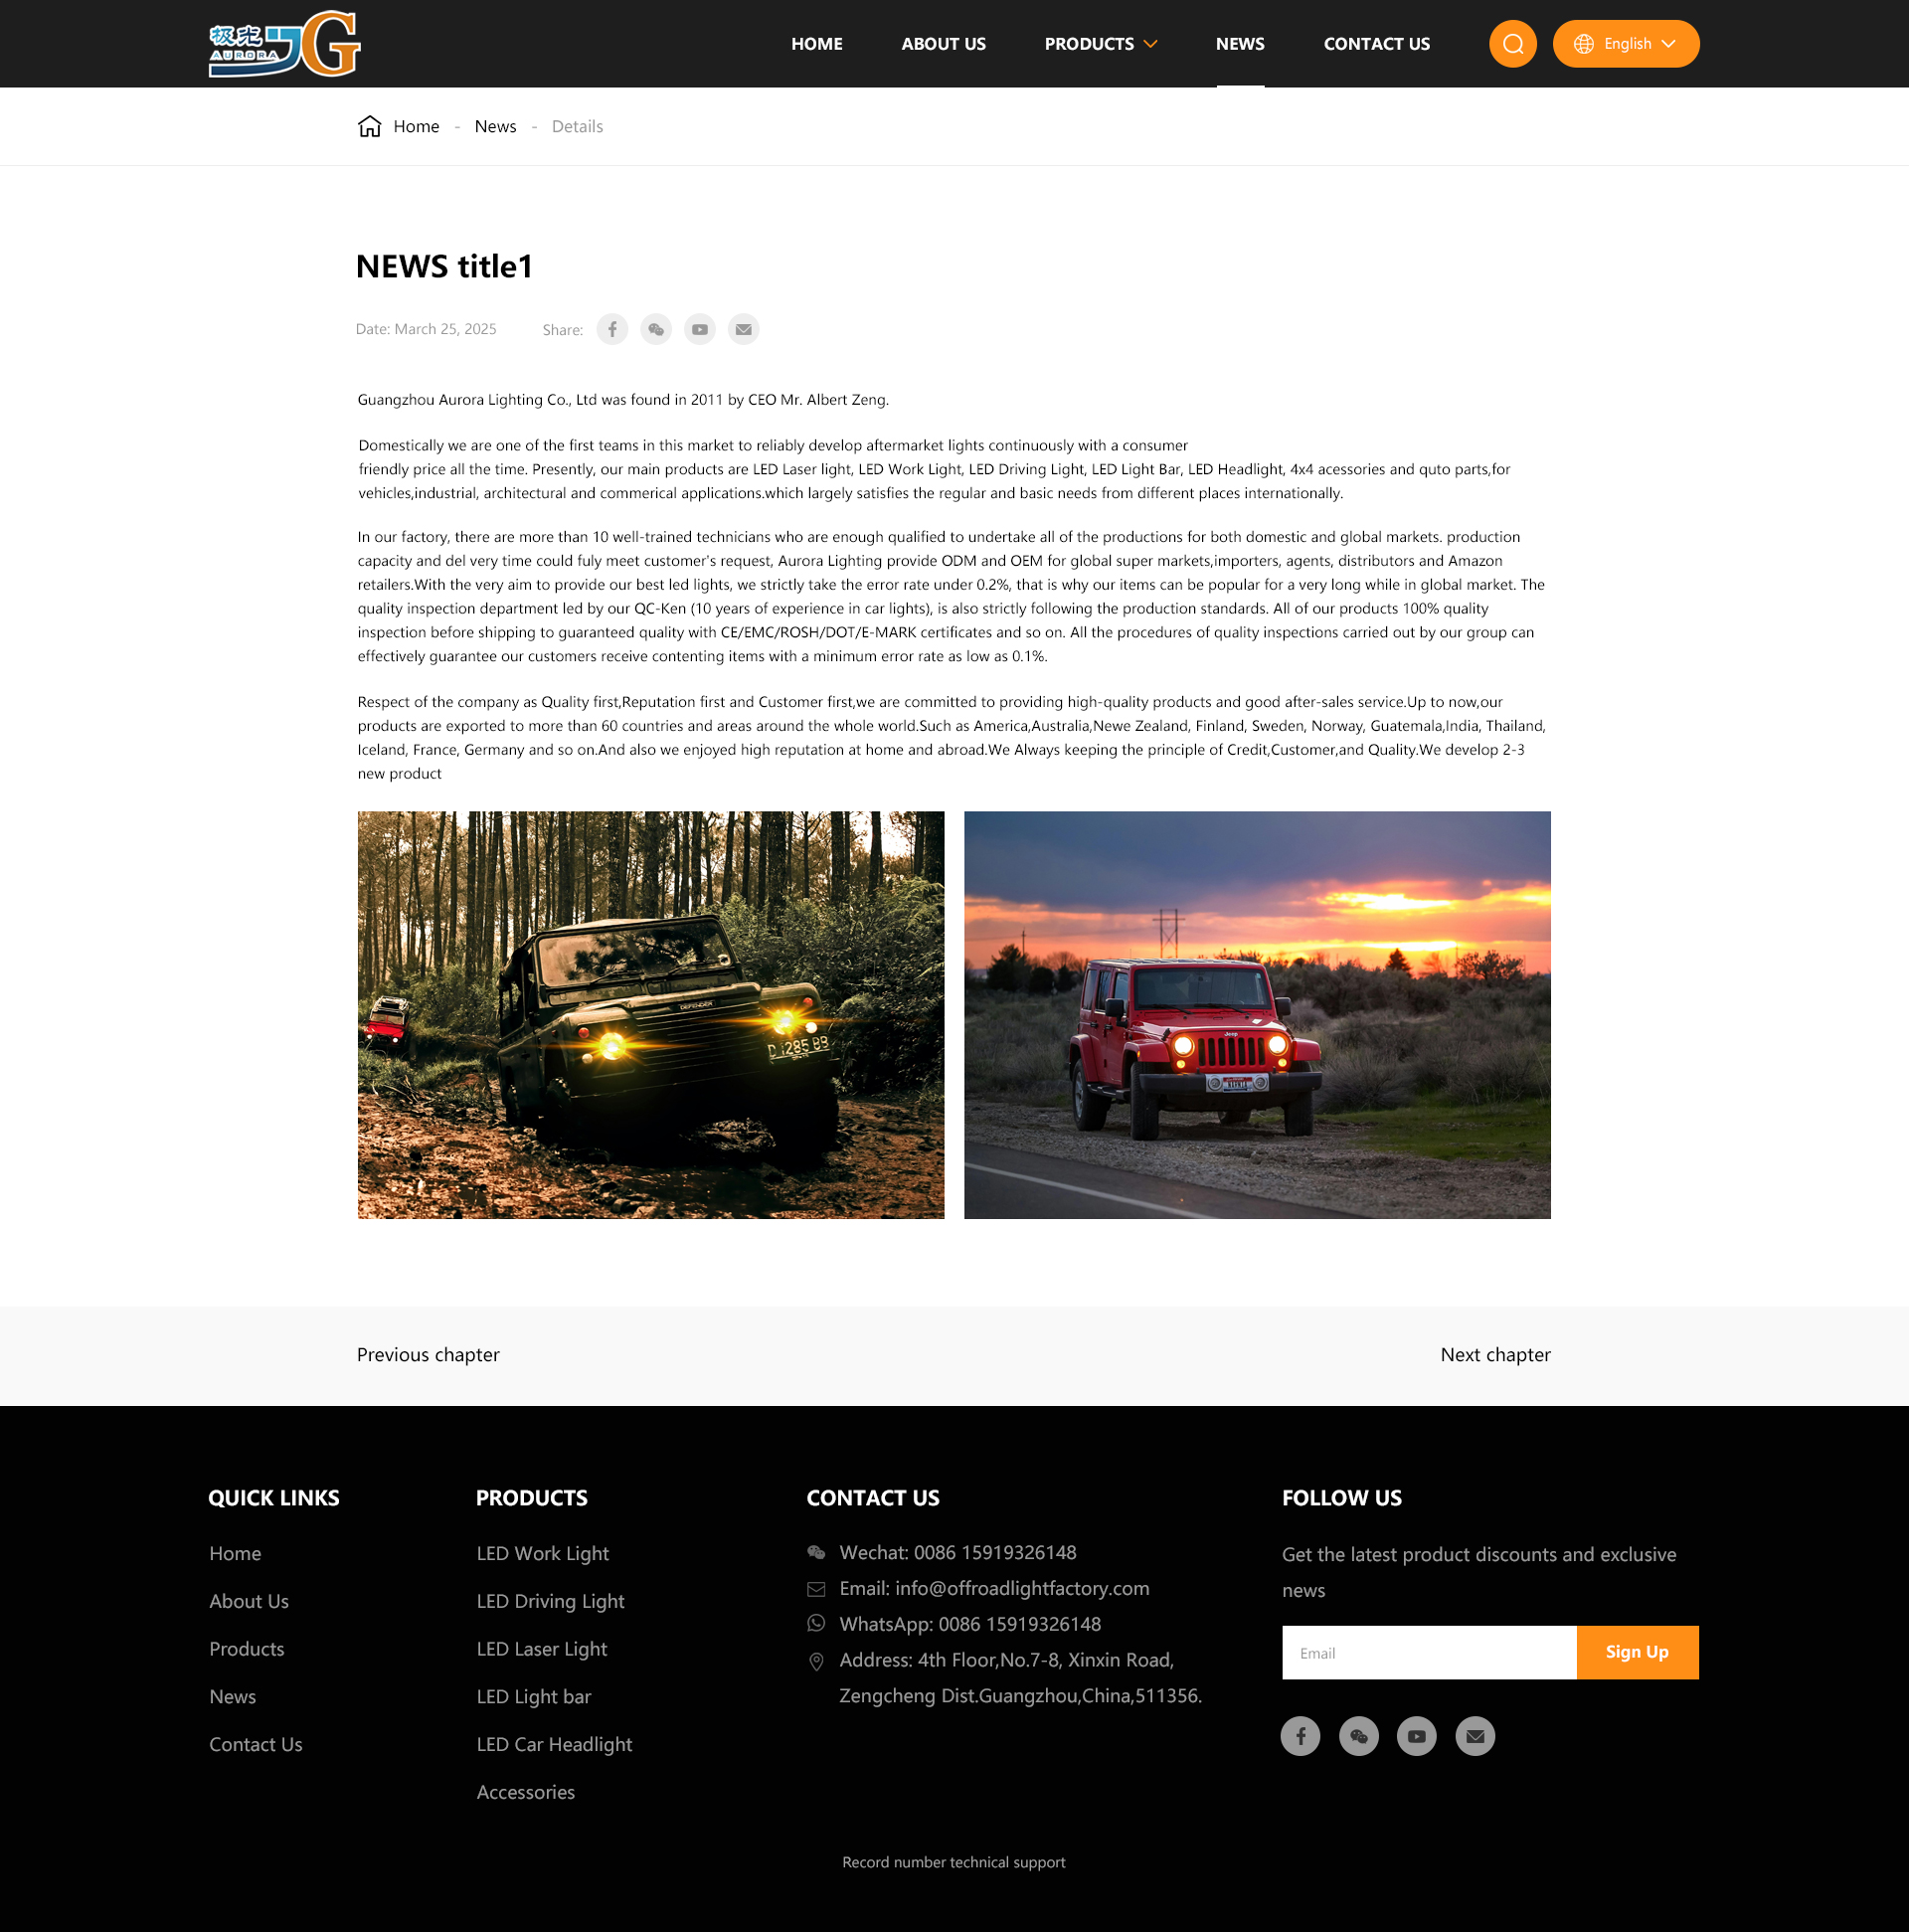 极光
AURORA
JG
HOME
ABOUT US
PRODUCTS
NEWS
CONTACT US
English
Home - News - Details
NEWS title1
Date: March 25, 2025
Share:
Guangzhou Aurora Lighting Co., Ltd was found in 2011 by CEO Mr. Albert Zeng.
Domestically we are one of the first teams in this market to reliably develop aftermarket lights continuously with a consumer
friendly price all the time. Presently, our main products are LED Laser light, LED Work Light, LED Driving Light, LED Light Bar, LED Headlight, 4x4 acessories and quto parts,for
vehicles,industrial, architectural and commerical applications.which largely satisfies the regular and basic needs from different places internationally.
In our factory, there are more than 10 well-trained technicians who are enough qualified to undertake all of the productions for both domestic and global markets. production
capacity and del very time could fuly meet customer's request, Aurora Lighting provide ODM and OEM for global super markets,importers, agents, distributors and Amazon
retailers.With the very aim to provide our best led lights, we strictly take the error rate under 0.2%, that is why our items can be popular for a very long while in global market. The
quality inspection department led by our QC-Ken (10 years of experience in car lights), is also strictly following the production standards. All of our products 100% quality
inspection before shipping to guaranteed quality with CE/EMC/ROSH/DOT/E-MARK certificates and so on. All the procedures of quality inspections carried out by our group can
effectively guarantee our customers receive contenting items with a minimum error rate as low as 0.1%.
Respect of the company as Quality first,Reputation first and Customer first,we are committed to providing high-quality products and good after-sales service.Up to now,our
products are exported to more than 60 countries and areas around the whole world.Such as America,Australia,Newe Zealand, Finland, Sweden, Norway, Guatemala,India, Thailand,
Iceland, France, Germany and so on.And also we enjoyed high reputation at home and abroad.We Always keeping the principle of Credit,Customer,and Quality.We develop 2-3
new product
DEFENDER
Jeep
Previous chapter
Next chapter
QUICK LINKS
Home
About Us
Products
News
Contact Us
PRODUCTS
LED Work Light
LED Driving Light
LED Laser Light
LED Light bar
LED Car Headlight
Accessories
CONTACT US
Wechat: 0086 15919326148
Email: info@offroadlightfactory.com
WhatsApp: 0086 15919326148
Address: 4th Floor,No.7-8, Xinxin Road,
Zengcheng Dist.Guangzhou,China,511356.
FOLLOW US
Get the latest product discounts and exclusive
news
Email
Sign Up
Record number technical support